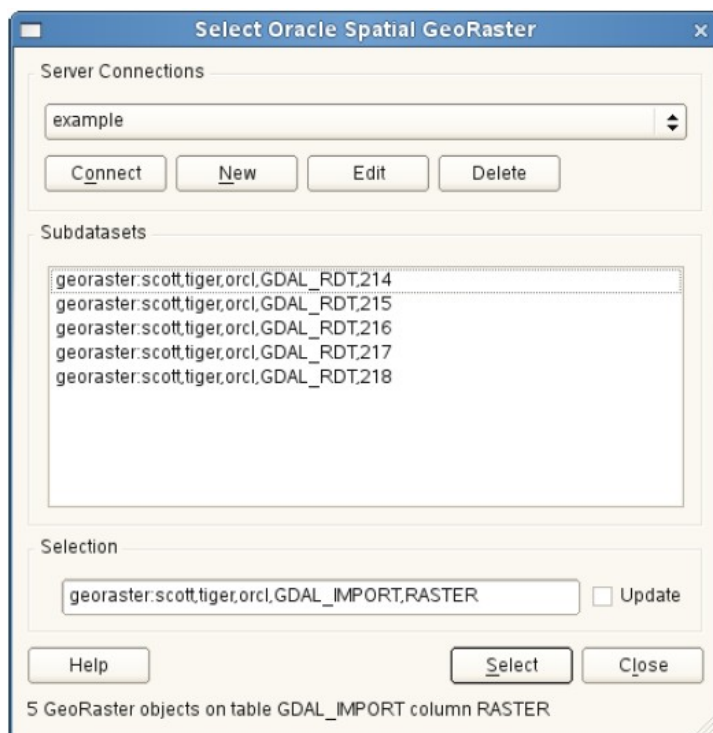 Select Oracle Spatial GeoRaster
Server Connections
example
Connect New Edit Delete
Subdatasets
georaster:scott,tiger,orcl,GDAL_RDT,214
georaster:scott,tiger,orcl,GDAL_RDT,215
georaster:scott,tiger,orcl,GDAL_RDT,216
georaster:scott,tiger,orcl,GDAL_RDT,217
georaster:scott,tiger,orcl,GDAL_RDT,218
Selection
georaster:scott,tiger,orcl,GDAL_IMPORT,RASTER Update
Help Select Close
5 GeoRaster objects on table GDAL_IMPORT column RASTER